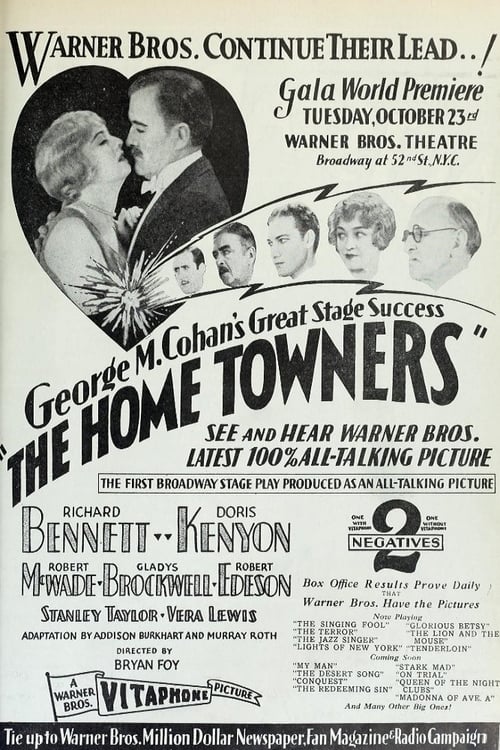 WARNER BROS. CONTINUE THEIR LEAD..!
Gala World Premiere
TUESDAY, OCTOBER 23rd
WARNER BROS. THEATRE
Broadway at 52nd St., N.Y.C.
George M. Cohan's Great Stage Success
"THE HOME TOWNERS"
SEE AND HEAR WARNER BROS.
LATEST 100% ALL-TALKING PICTURE
THE FIRST BROADWAY STAGE PLAY PRODUCED AS AN ALL-TALKING PICTURE
RICHARD BENNETT·· DORIS KENYON
ROBERT McWADE· GLADYS BROCKWELL· ROBERT EDESON
STANLEY TAYLOR· VERA LEWIS
ADAPTATION BY ADDISON BURKHART AND MURRAY ROTH
DIRECTED BY
BRYAN FOY
A WARNER BROS. VITAPHONE PICTURE
ONE WITH VITAPHONE
2
ONE WITHOUT VITAPHONE
NEGATIVES
Box Office Results Prove Daily
THAT
Warner Bros. Have the Pictures
Now Playing
"THE SINGING FOOL"
"THE TERROR"
"THE JAZZ SINGER"
"LIGHTS OF NEW YORK"
"GLORIOUS BETSY"
"THE LION AND THE
MOUSE"
"TENDERLOIN"
Coming Soon
"MY MAN"
"THE DESERT SONG"
"CONQUEST"
"THE REDEEMING SIN"
"STARK MAD"
"ON TRIAL"
"QUEEN OF THE NIGHT
CLUBS"
"MADONNA OF AVE. A"
And Many Other Big Ones!
Tie up to Warner Bros. Million Dollar Newspaper, Fan Magazine & Radio Campaign